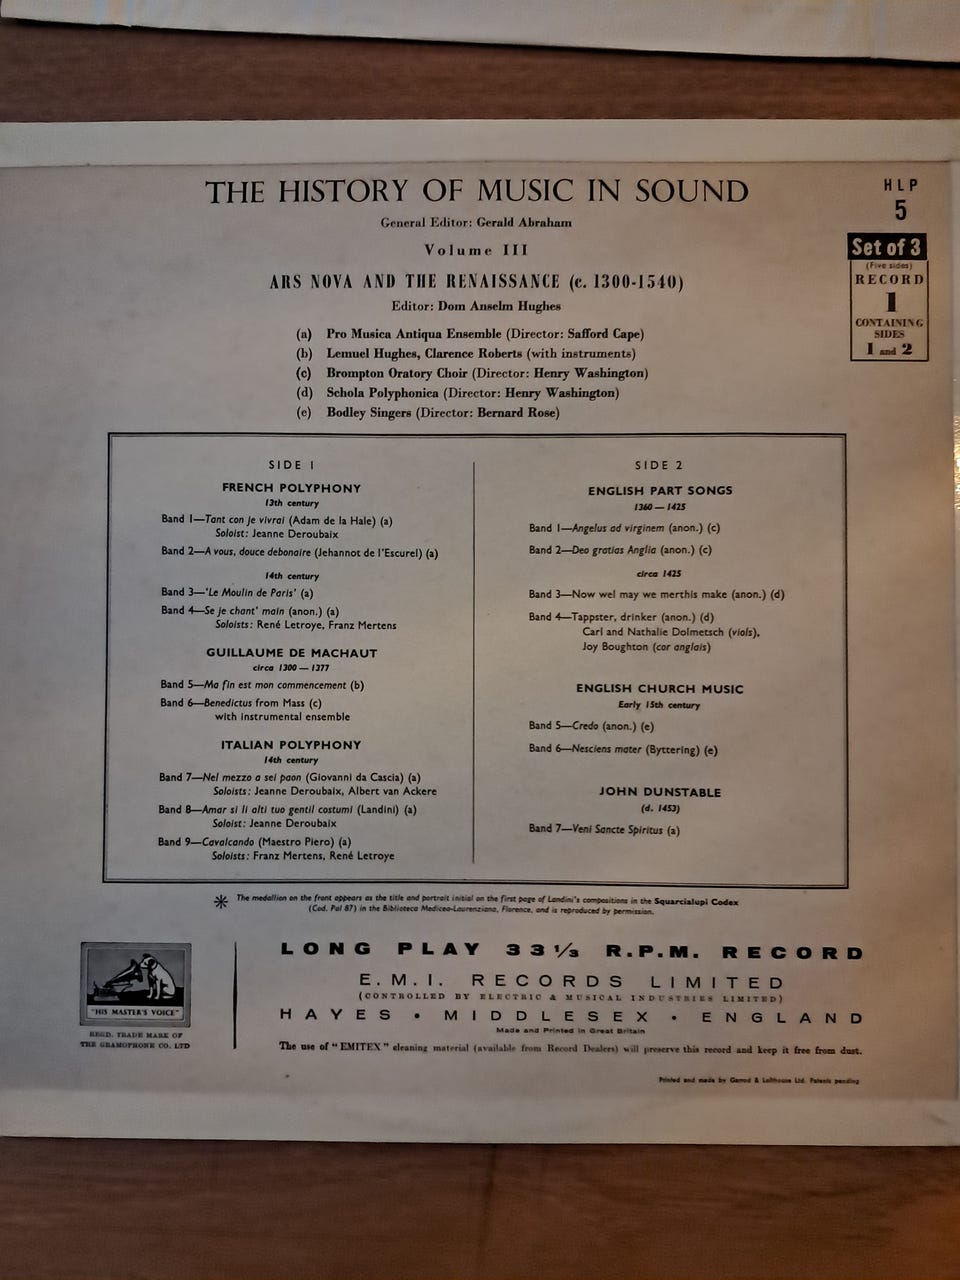 THE HISTORY OF MUSIC IN SOUND
General Editor: Gerald Abraham
Volume III
ARS NOVA AND THE RENAISSANCE (c. 1300-1540)
Editor: Dom Anselm Hughes
(a) Pro Musica Antiqua Ensemble (Director: Safford Cape)
(b) Lemuel Hughes, Clarence Roberts (with instruments)
(c) Brompton Oratory Choir (Director: Henry Washington)
(d) Schola Polyphonica (Director: Henry Washington)
(e) Bodley Singers (Director: Bernard Rose)
HLP
5
Set of 3
(Five sides)
RECORD
1
CONTAINING
SIDES
1 and 2
SIDE 1
FRENCH POLYPHONY
13th century
Band 1—Tant con je vivrai (Adam de la Hale) (a)
Soloist: Jeanne Deroubaix
Band 2—A vous, douce debonaire (Jehannot de l'Escurel) (a)
14th century
Band 3—'Le Moulin de Paris' (a)
Band 4—Se je chant' main (anon.) (a)
Soloists: René Letroye, Franz Mertens
GUILLAUME DE MACHAUT
circa 1300 — 1377
Band 5—Ma fin est mon commencement (b)
Band 6—Benedictus from Mass (c)
with instrumental ensemble
ITALIAN POLYPHONY
14th century
Band 7—Nel mezzo a sei paon (Giovanni da Cascia) (a)
Soloists: Jeanne Deroubaix, Albert van Ackere
Band 8—Amar si li alti tuo gentil costumi (Landini) (a)
Soloist: Jeanne Deroubaix
Band 9—Cavalcando (Maestro Piero) (a)
Soloists: Franz Mertens, René Letroye
SIDE 2
ENGLISH PART SONGS
1360 — 1425
Band 1—Angelus ad virginem (anon.) (c)
Band 2—Deo gratias Anglia (anon.) (c)
circa 1425
Band 3—Now wel may we merthis make (anon.) (d)
Band 4—Tappster, drinker (anon.) (d)
Carl and Nathalie Dolmetsch (viols),
Joy Boughton (cor anglais)
ENGLISH CHURCH MUSIC
Early 15th century
Band 5—Credo (anon.) (e)
Band 6—Nesciens mater (Byttering) (e)
JOHN DUNSTABLE
(d. 1453)
Band 7—Veni Sancte Spiritus (a)
* The medallion on the front appears as the title and portrait initial on the first page of Landini's compositions in the Squarcialupi Codex
(Cod. Pal 87) in the Biblioteca Mediceo-Laurenziana, Florence, and is reproduced by permission.
"HIS MASTER'S VOICE"
REGD. TRADE MARK OF
THE GRAMOPHONE CO. LTD
LONG PLAY 33⅓ R.P.M. RECORD
E.M.I. RECORDS LIMITED
(CONTROLLED BY ELECTRIC & MUSICAL INDUSTRIES LIMITED)
HAYES • MIDDLESEX • ENGLAND
Made and Printed in Great Britain
The use of "EMITEX" cleaning material (available from Record Dealers) will preserve this record and keep it free from dust.
Printed and made by Garrod & Lofthouse Ltd. Patents pending